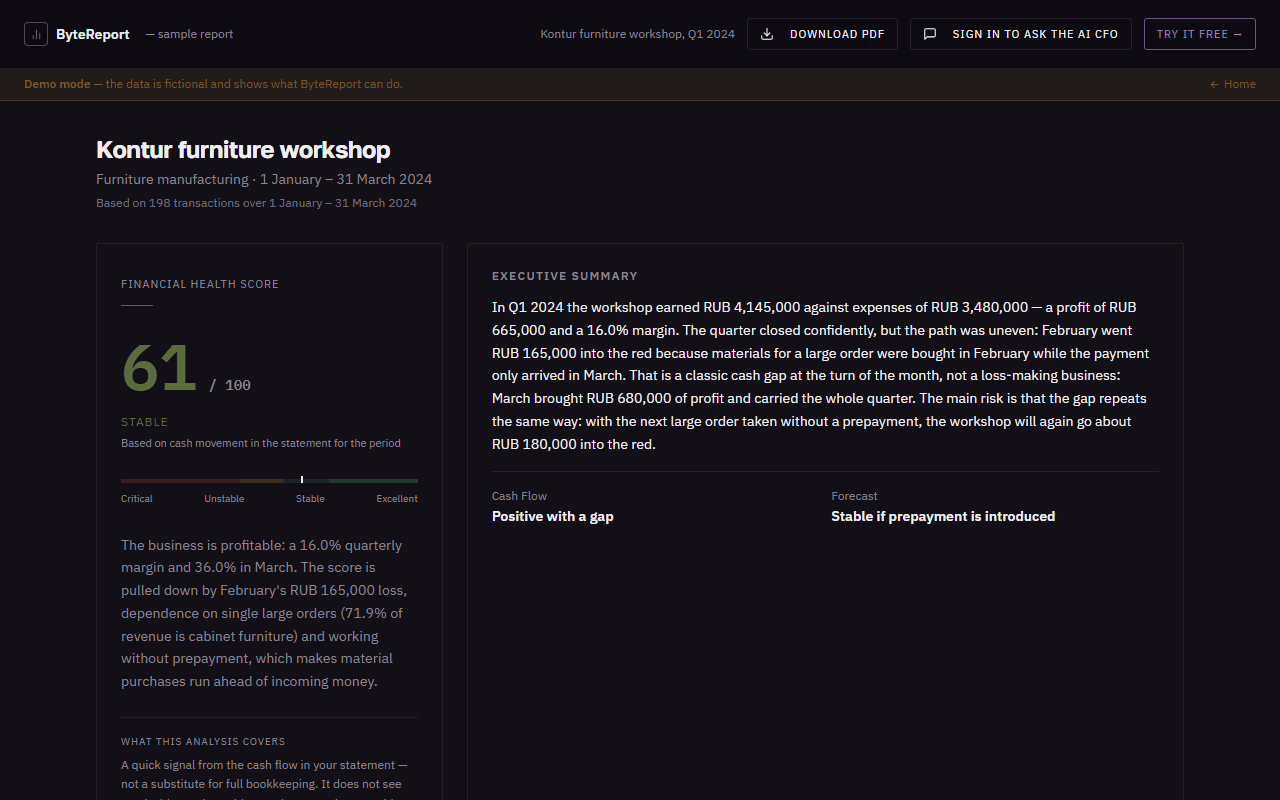 ByteReport — sample report
Kontur furniture workshop, Q1 2024
DOWNLOAD PDF
SIGN IN TO ASK THE AI CFO
TRY IT FREE →
Demo mode — the data is fictional and shows what ByteReport can do.
← Home
Kontur furniture workshop
Furniture manufacturing · 1 January – 31 March 2024
Based on 198 transactions over 1 January – 31 March 2024
FINANCIAL HEALTH SCORE
61 / 100
STABLE
Based on cash movement in the statement for the period
Critical Unstable Stable Excellent
The business is profitable: a 16.0% quarterly
margin and 36.0% in March. The score is
pulled down by February's RUB 165,000 loss,
dependence on single large orders (71.9% of
revenue is cabinet furniture) and working
without prepayment, which makes material
purchases run ahead of incoming money.
WHAT THIS ANALYSIS COVERS
A quick signal from the cash flow in your statement —
not a substitute for full bookkeeping. It does not see
EXECUTIVE SUMMARY
In Q1 2024 the workshop earned RUB 4,145,000 against expenses of RUB 3,480,000 — a profit of RUB
665,000 and a 16.0% margin. The quarter closed confidently, but the path was uneven: February went
RUB 165,000 into the red because materials for a large order were bought in February while the payment
only arrived in March. That is a classic cash gap at the turn of the month, not a loss-making business:
March brought RUB 680,000 of profit and carried the whole quarter. The main risk is that the gap repeats
the same way: with the next large order taken without a prepayment, the workshop will again go about
RUB 180,000 into the red.
Cash Flow
Positive with a gap
Forecast
Stable if prepayment is introduced